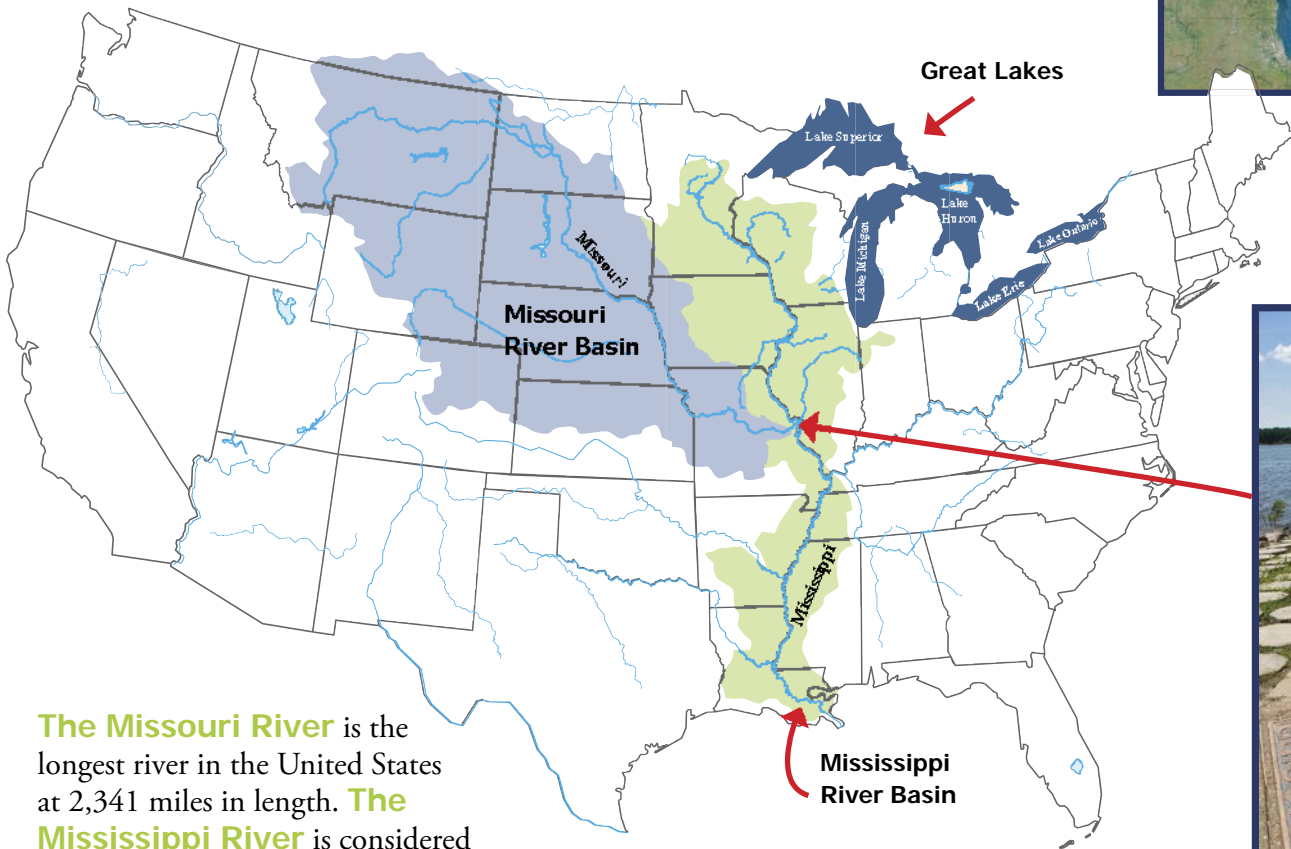 Great Lakes
Lake Superior
Lake
Huron
Lake Ontario
Lake Michigan
Lake Erie
Missouri
Missouri
River Basin
Mississippi
The Missouri River is the
longest river in the United States
at 2,341 miles in length. The
Mississippi River is considered
Mississippi
River Basin